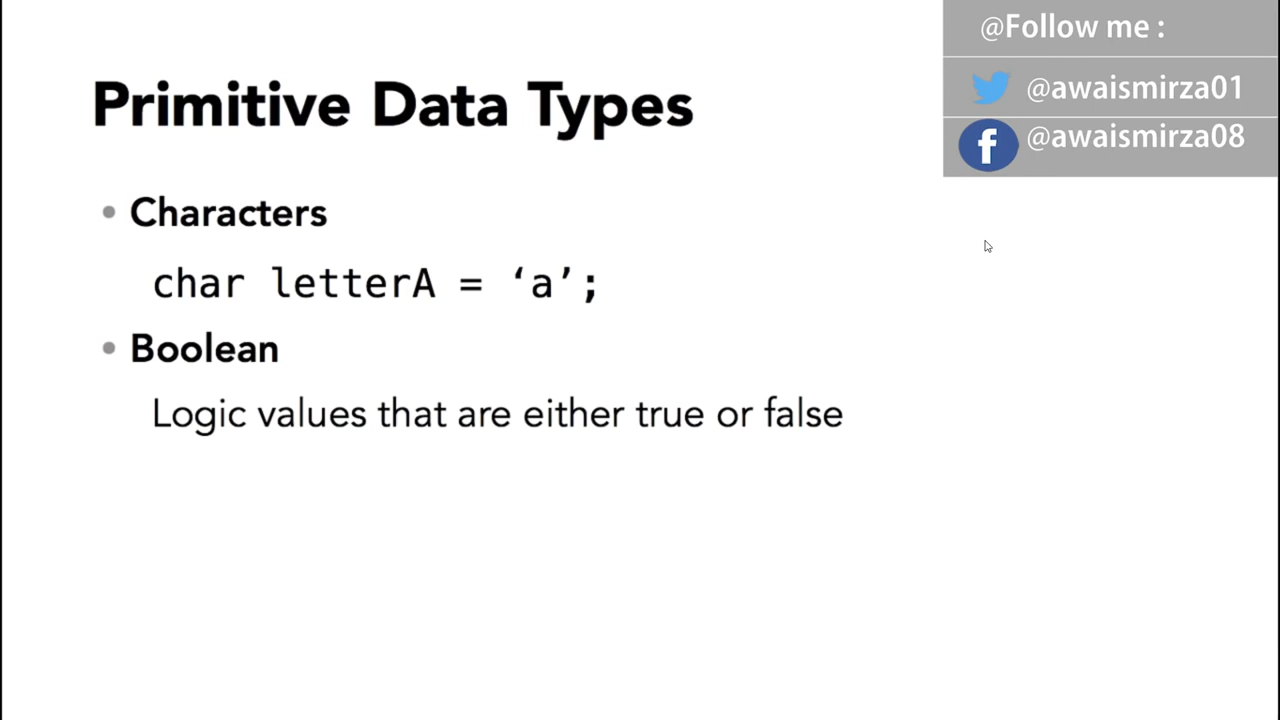 Primitive Data Types
• Characters
char letterA = ‘a’;
• Boolean
Logic values that are either true or false
@Follow me :
@awaismirza01
@awaismirza08